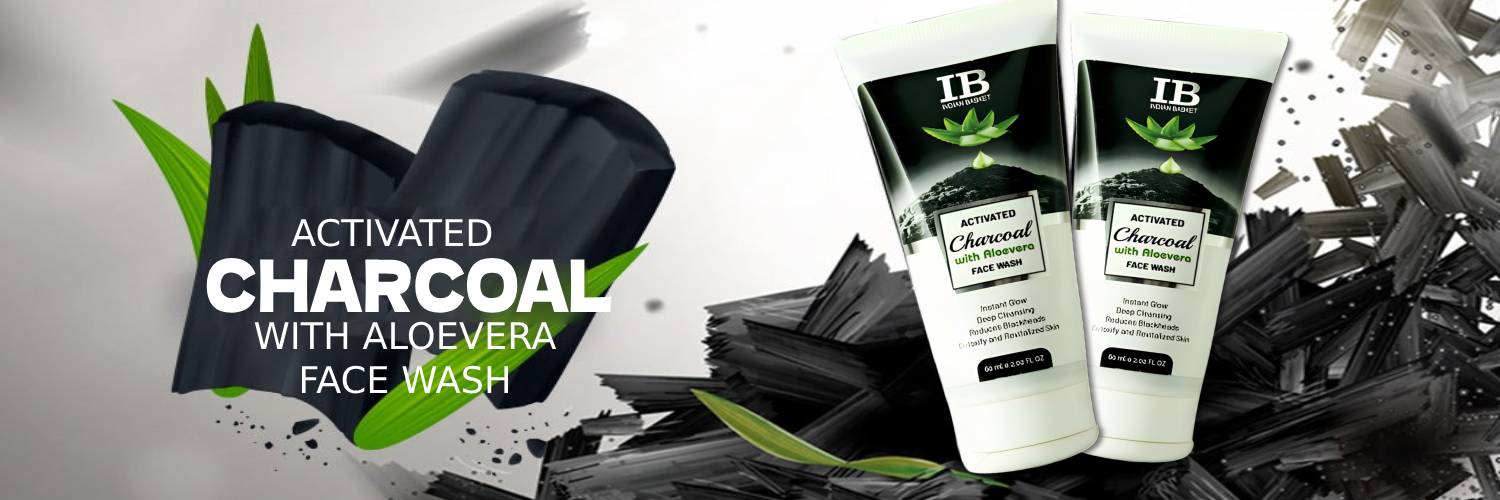 ACTIVATED
CHARCOAL
WITH ALOEVERA
FACE WASH
IB
INDIAN BASKET
ACTIVATED
Charcoal
with Aloevera
FACE WASH
Instant Glow
Deep Cleansing
Reduces Blackheads
Detoxify and Revitalized Skin
60 mL e 2.02 FL OZ
IB
INDIAN BASKET
ACTIVATED
Charcoal
with Aloevera
FACE WASH
Instant Glow
Deep Cleansing
Reduces Blackheads
Detoxify and Revitalized Skin
60 mL e 2.02 FL OZ